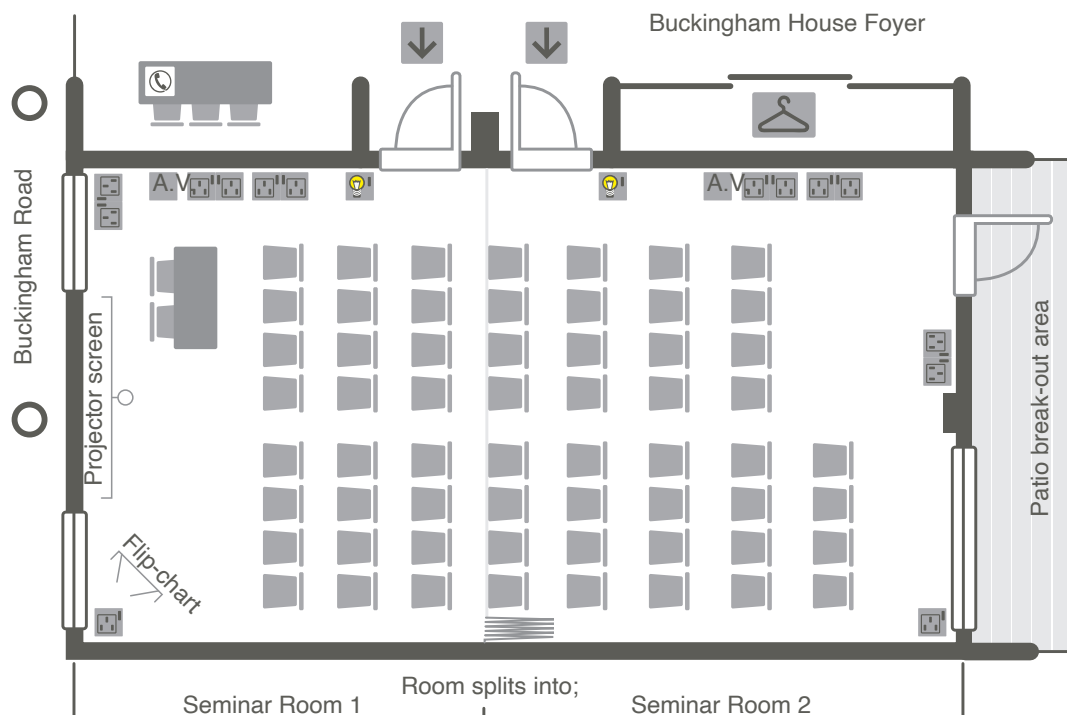 Buckingham House Foyer
A.V.
A.V.
Buckingham Road
Projector screen
Flip-chart
Patio break-out area
Room splits into;
Seminar Room 1
Seminar Room 2